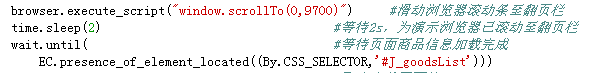 browser.execute_script("window.scrollTo(0,9700)") #滑动浏览器滚动条至翻页栏
time.sleep(2) #等待2s，为演示浏览器已滚动至翻页栏
wait.until( #等待页面商品信息加载完成
EC.presence_of_element_located((By.CSS_SELECTOR,'#J_goodsList')))